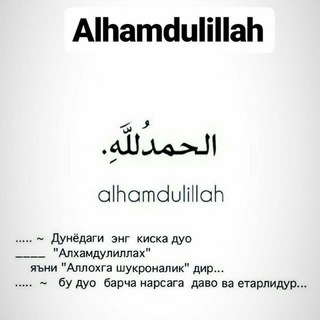 Alhamdulillah
الحمدُللَّهِ.
alhamdulillah
..... ~ Дунёдаги энг киска дуо
____ "Алхамдулиллах"
яъни "Аллохга шукроналик" дир...
..... ~ бу дуо барча нарсага даво ва етарлидур...